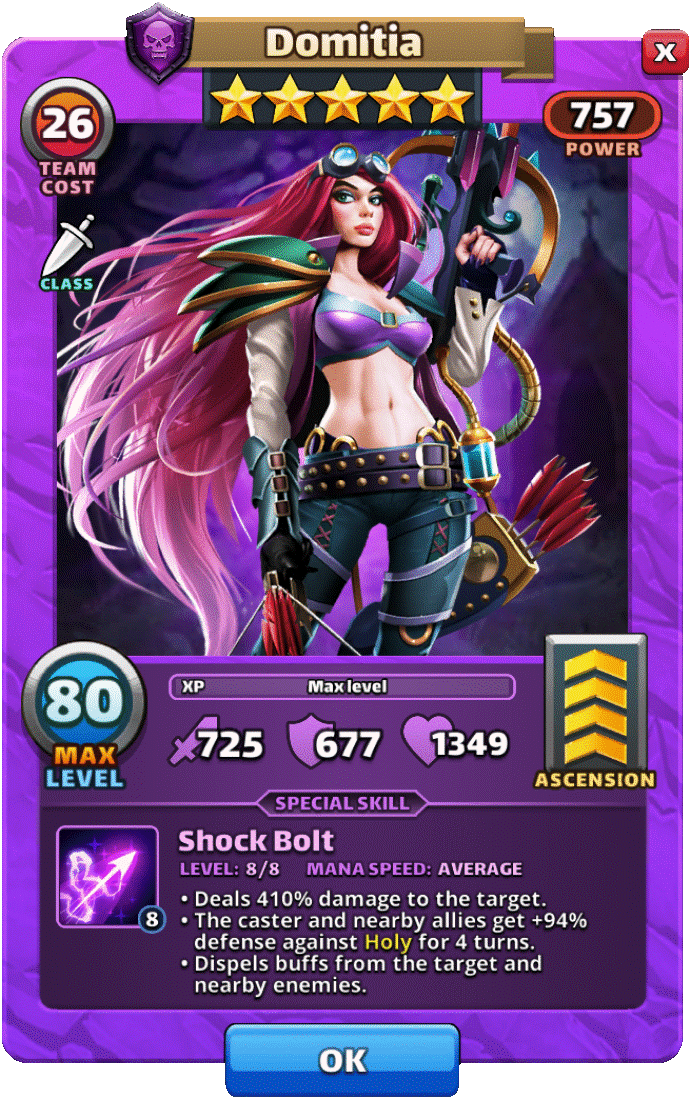 Domitia
X
26
TEAM
COST
757
POWER
CLASS
XP Max level
80
MAX
LEVEL
725 677 1349
ASCENSION
SPECIAL SKILL
Shock Bolt
LEVEL: 8/8 MANA SPEED: AVERAGE
8
• Deals 410% damage to the target.
• The caster and nearby allies get +94%
defense against Holy for 4 turns.
• Dispels buffs from the target and
nearby enemies.
OK